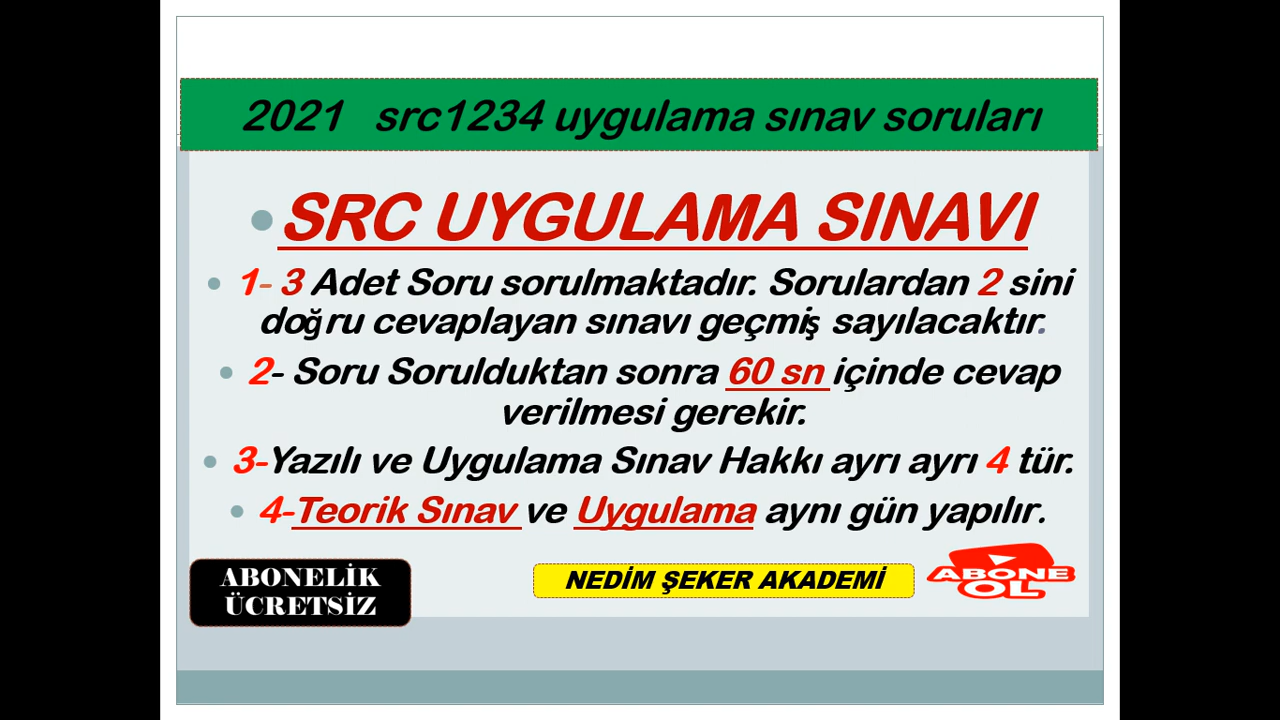 2021 src1234 uygulama sınav soruları
• SRC UYGULAMA SINAVI
• 1- 3 Adet Soru sorulmaktadır. Sorulardan 2 sini
doğru cevaplayan sınavı geçmiş sayılacaktır.
• 2- Soru Sorulduktan sonra 60 sn içinde cevap
verilmesi gerekir.
• 3-Yazılı ve Uygulama Sınav Hakkı ayrı ayrı 4 tür.
• 4-Teorik Sınav ve Uygulama aynı gün yapılır.
ABONELİK
ÜCRETSİZ
NEDİM ŞEKER AKADEMİ
ABONE
OL